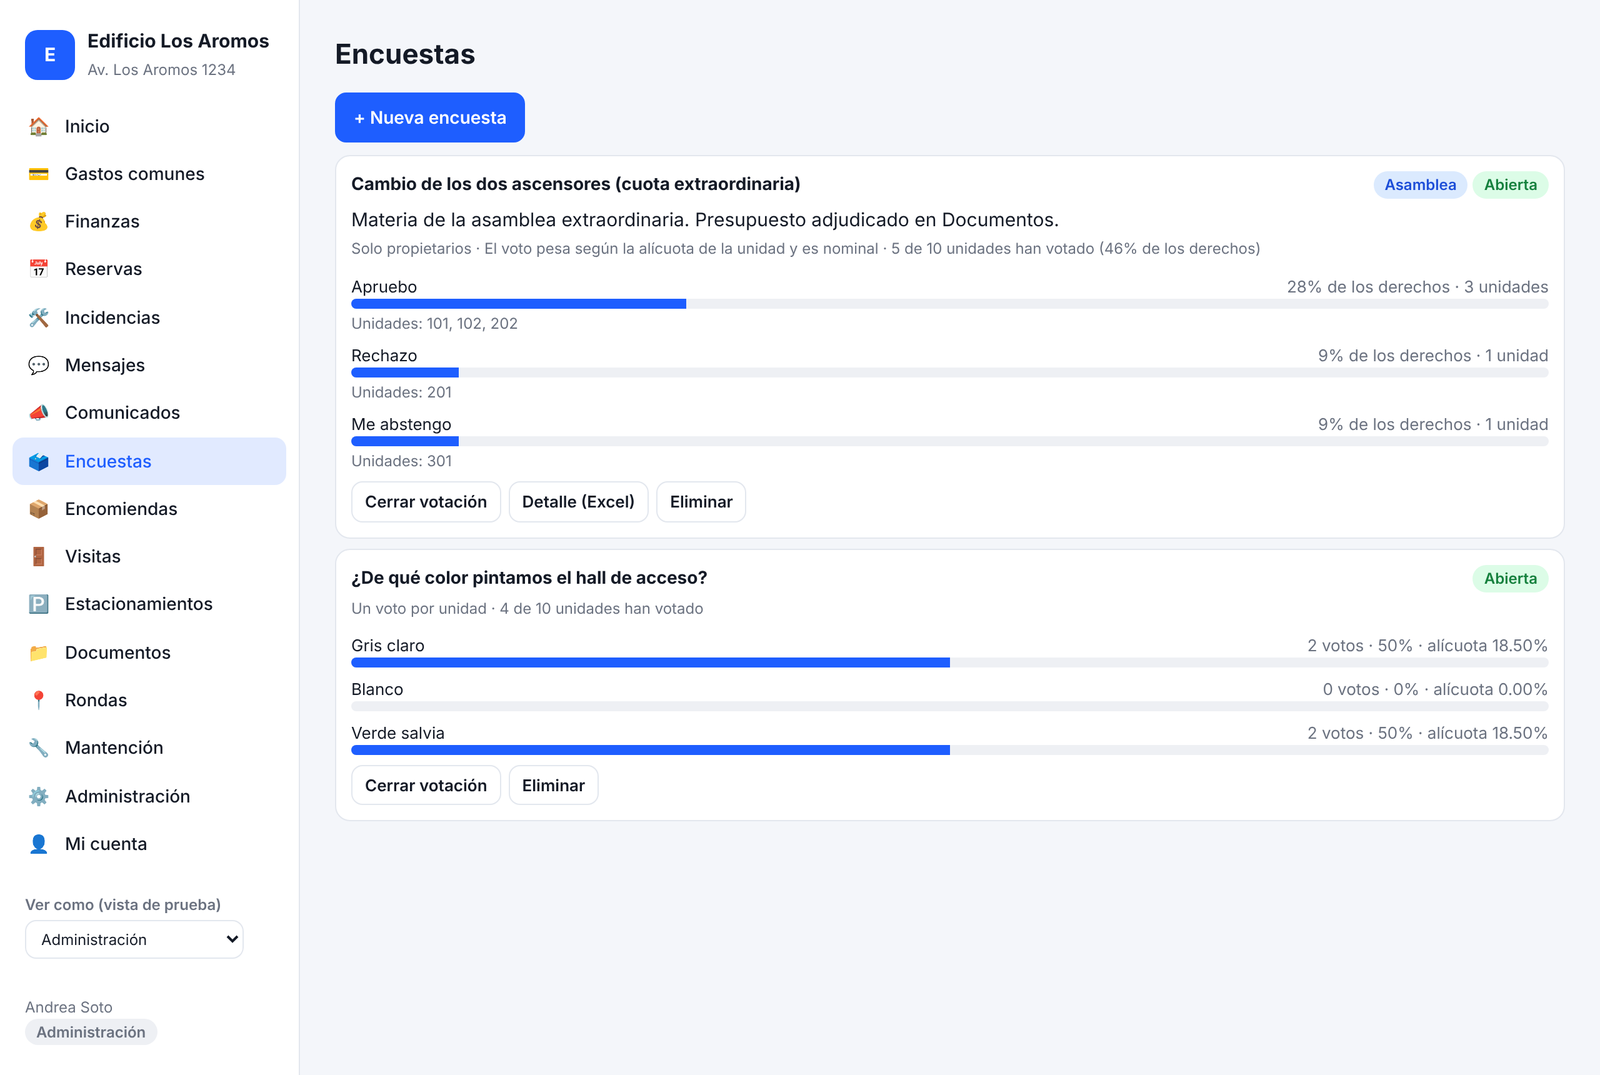 E
Edificio Los Aromos
Av. Los Aromos 1234
Inicio
Gastos comunes
Finanzas
Reservas
Incidencias
Mensajes
Comunicados
Encuestas
Encomiendas
Visitas
Estacionamientos
Documentos
Rondas
Mantención
Administración
Mi cuenta
Ver como (vista de prueba)
Administración
Andrea Soto
Administración
Encuestas
+ Nueva encuesta
Cambio de los dos ascensores (cuota extraordinaria)
Asamblea
Abierta
Materia de la asamblea extraordinaria. Presupuesto adjudicado en Documentos.
Solo propietarios · El voto pesa según la alícuota de la unidad y es nominal · 5 de 10 unidades han votado (46% de los derechos)
Apruebo
28% de los derechos · 3 unidades
Unidades: 101, 102, 202
Rechazo
9% de los derechos · 1 unidad
Unidades: 201
Me abstengo
9% de los derechos · 1 unidad
Unidades: 301
Cerrar votación
Detalle (Excel)
Eliminar
¿De qué color pintamos el hall de acceso?
Abierta
Un voto por unidad · 4 de 10 unidades han votado
Gris claro
2 votos · 50% · alícuota 18.50%
Blanco
0 votos · 0% · alícuota 0.00%
Verde salvia
2 votos · 50% · alícuota 18.50%
Cerrar votación
Eliminar